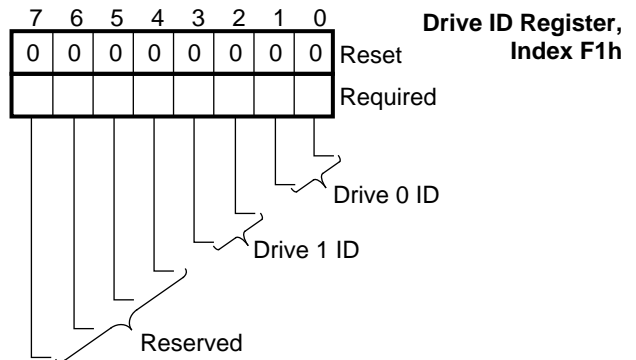 7 6 5 4 3 2 1 0
Drive ID Register,
Index F1h
0 0 0 0 0 0 0 0 Reset
Required
Drive 0 ID
Drive 1 ID
Reserved